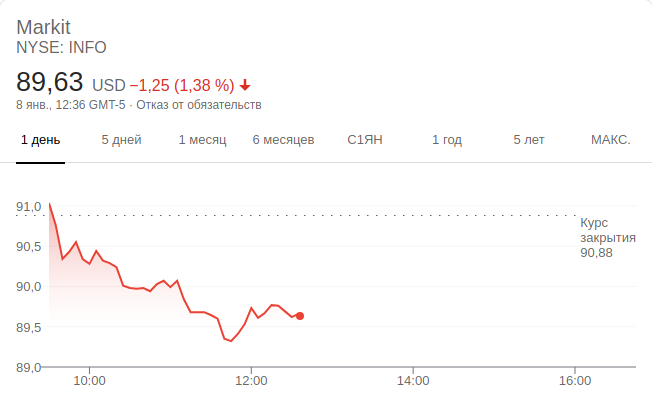 Markit
NYSE: INFO
89,63 USD −1,25 (1,38 %)
8 янв., 12:36 GMT-5 · Отказ от обязательств
1 день 5 дней 1 месяц 6 месяцев С1ЯН 1 год 5 лет МАКС.
91,0
Курс
закрытия
90,88
90,5
90,0
89,5
89,0
10:00 12:00 14:00 16:00